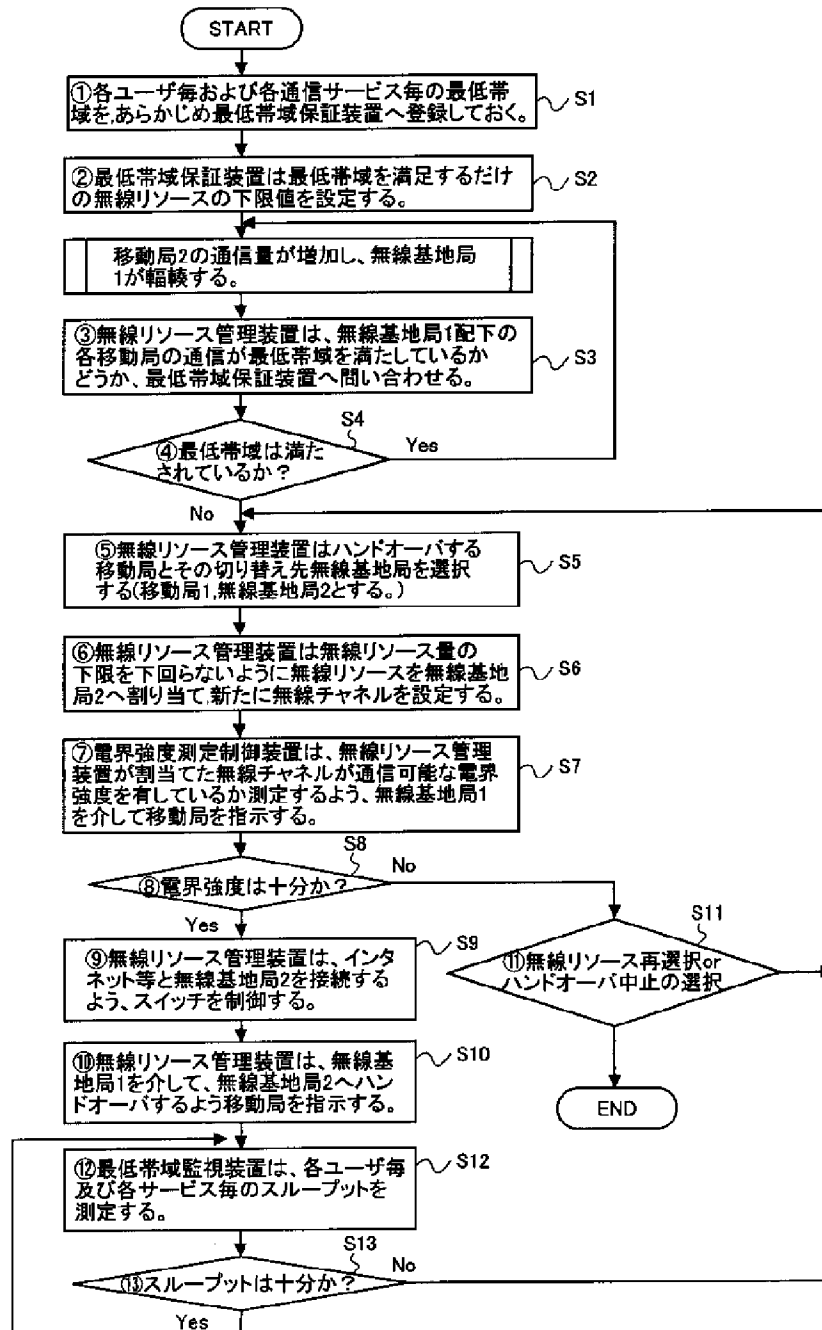 START
①各ユーザ毎および各通信サービス毎の最低帯
域を,あらかじめ最低帯域保証装置へ登録しておく。
S1
②最低帯域保証装置は最低帯域を満足するだけ
の無線リソースの下限値を設定する。
S2
移動局2の通信量が増加し、無線基地局
1が輻輳する。
③無線リソース管理装置は、無線基地局1配下の
各移動局の通信が最低帯域を満たしているか
どうか、最低帯域保証装置へ問い合わせる。
S3
S4
④最低帯域は満た
されているか？
Yes
No
⑤無線リソース管理装置はハンドオーバする
移動局とその切り替え先無線基地局を選択
する(移動局1,無線基地局2とする。)
S5
⑥無線リソース管理装置は無線リソース量の
下限を下回らないように無線リソースを無線基地
局2へ割り当て,新たに無線チャネルを設定する。
S6
⑦電界強度測定制御装置は、無線リソース管理
装置が割当てた無線チャネルが通信可能な電界
強度を有しているか測定するよう、無線基地局1
を介して移動局を指示する。
S7
S8
⑧電界強度は十分か？
No
Yes
⑨無線リソース管理装置は、インタ
ネット等と無線基地局2を接続する
よう、スイッチを制御する。
S9
S11
⑪無線リソース再選択or
ハンドオーバ中止の選択
⑩無線リソース管理装置は、無線基
地局1を介して、無線基地局2へハン
ドオーバするよう移動局を指示する。
S10
END
⑫最低帯域監視装置は、各ユーザ毎
及び各サービス毎のスループットを
測定する。
S12
S13
⑬スループットは十分か？
No
Yes